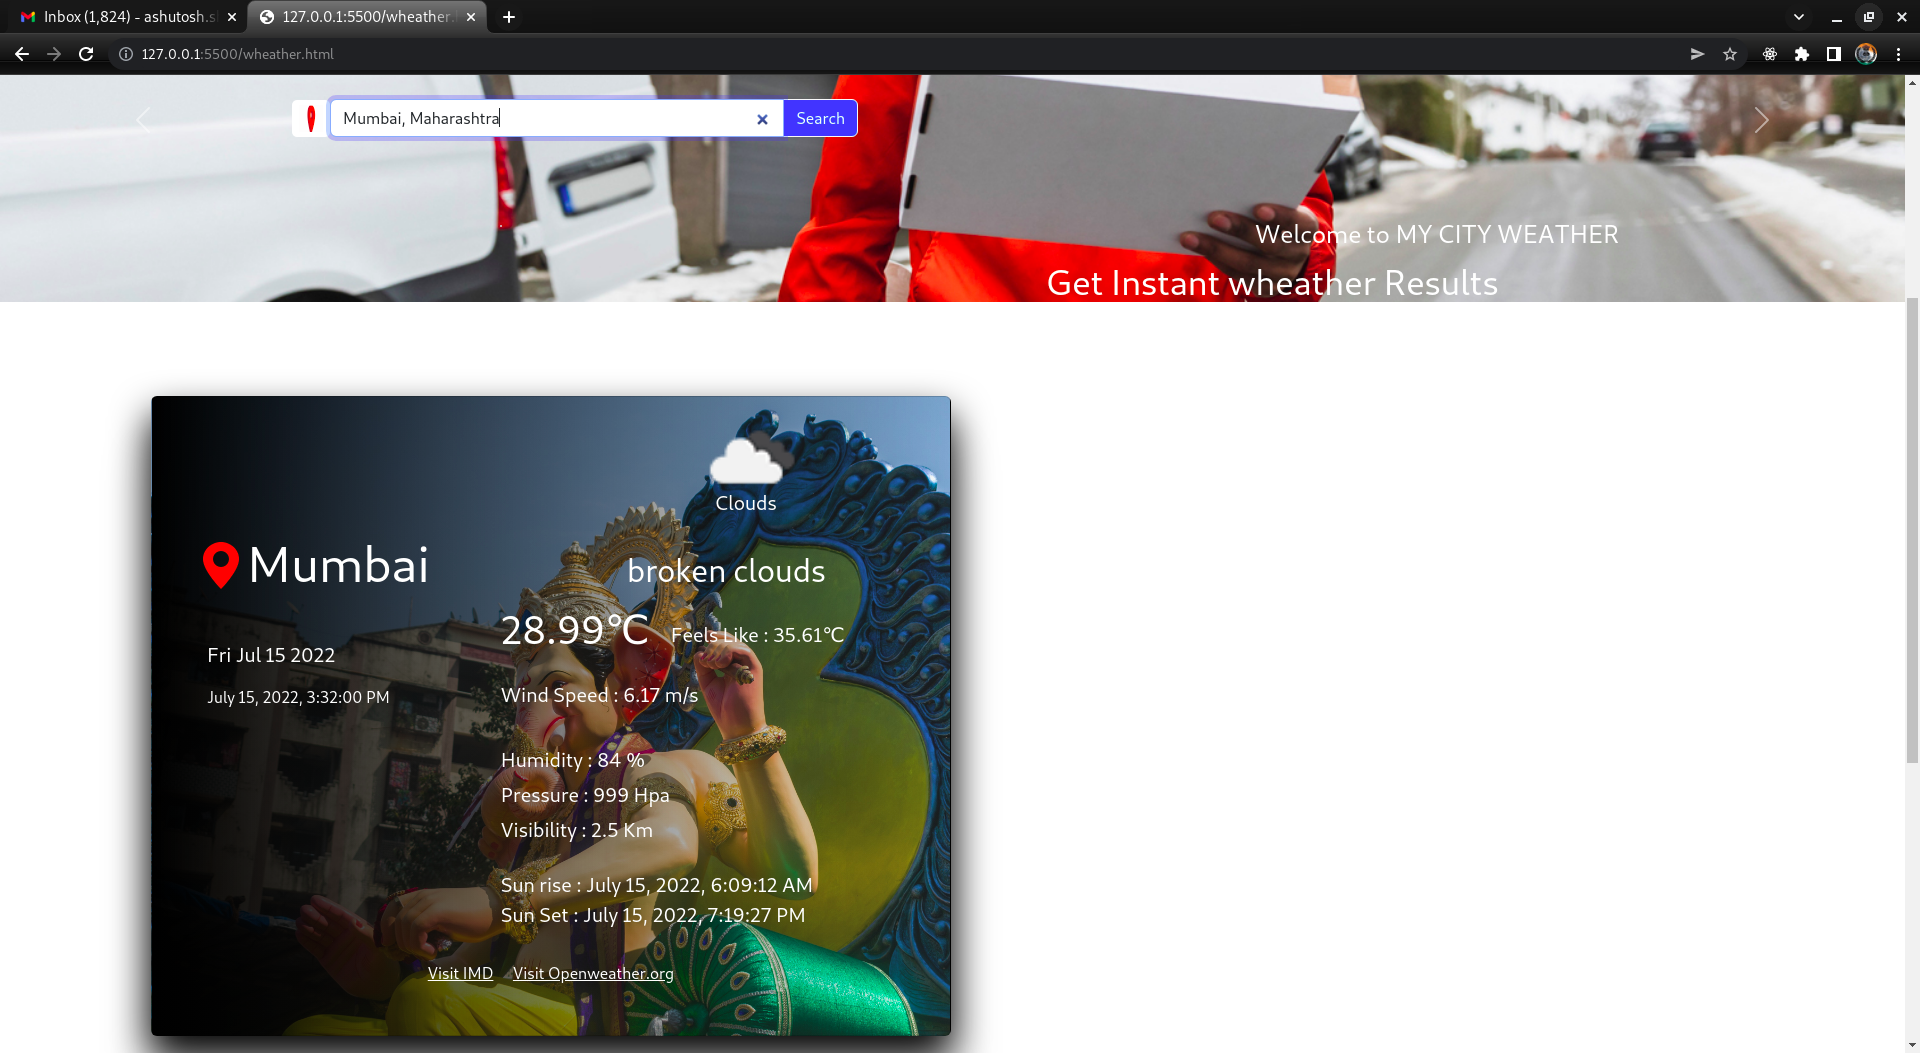 Inbox (1,824) - ashutosh.s
127.0.0.1:5500/wheather.
127.0.0.1:5500/wheather.html
Mumbai, Maharashtra
Search
Welcome to MY CITY WEATHER
Get Instant wheather Results
Clouds
Mumbai
broken clouds
28.99°C Feels Like : 35.61°C
Fri Jul 15 2022
July 15, 2022, 3:32:00 PM
Wind Speed : 6.17 m/s
Humidity : 84 %
Pressure : 999 Hpa
Visibility : 2.5 Km
Sun rise : July 15, 2022, 6:09:12 AM
Sun Set : July 15, 2022, 7:19:27 PM
Visit IMD Visit Openweather.org